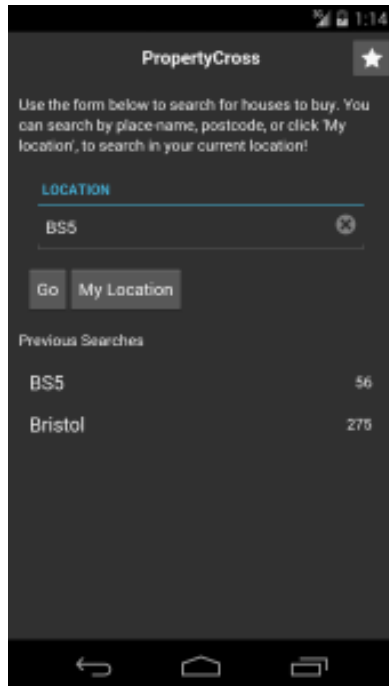 3G 1:14
PropertyCross
Use the form below to search for houses to buy. You
can search by place-name, postcode, or click 'My
location', to search in your current location!
LOCATION
BS5
Go My Location
Previous Searches
BS5 56
Bristol 275